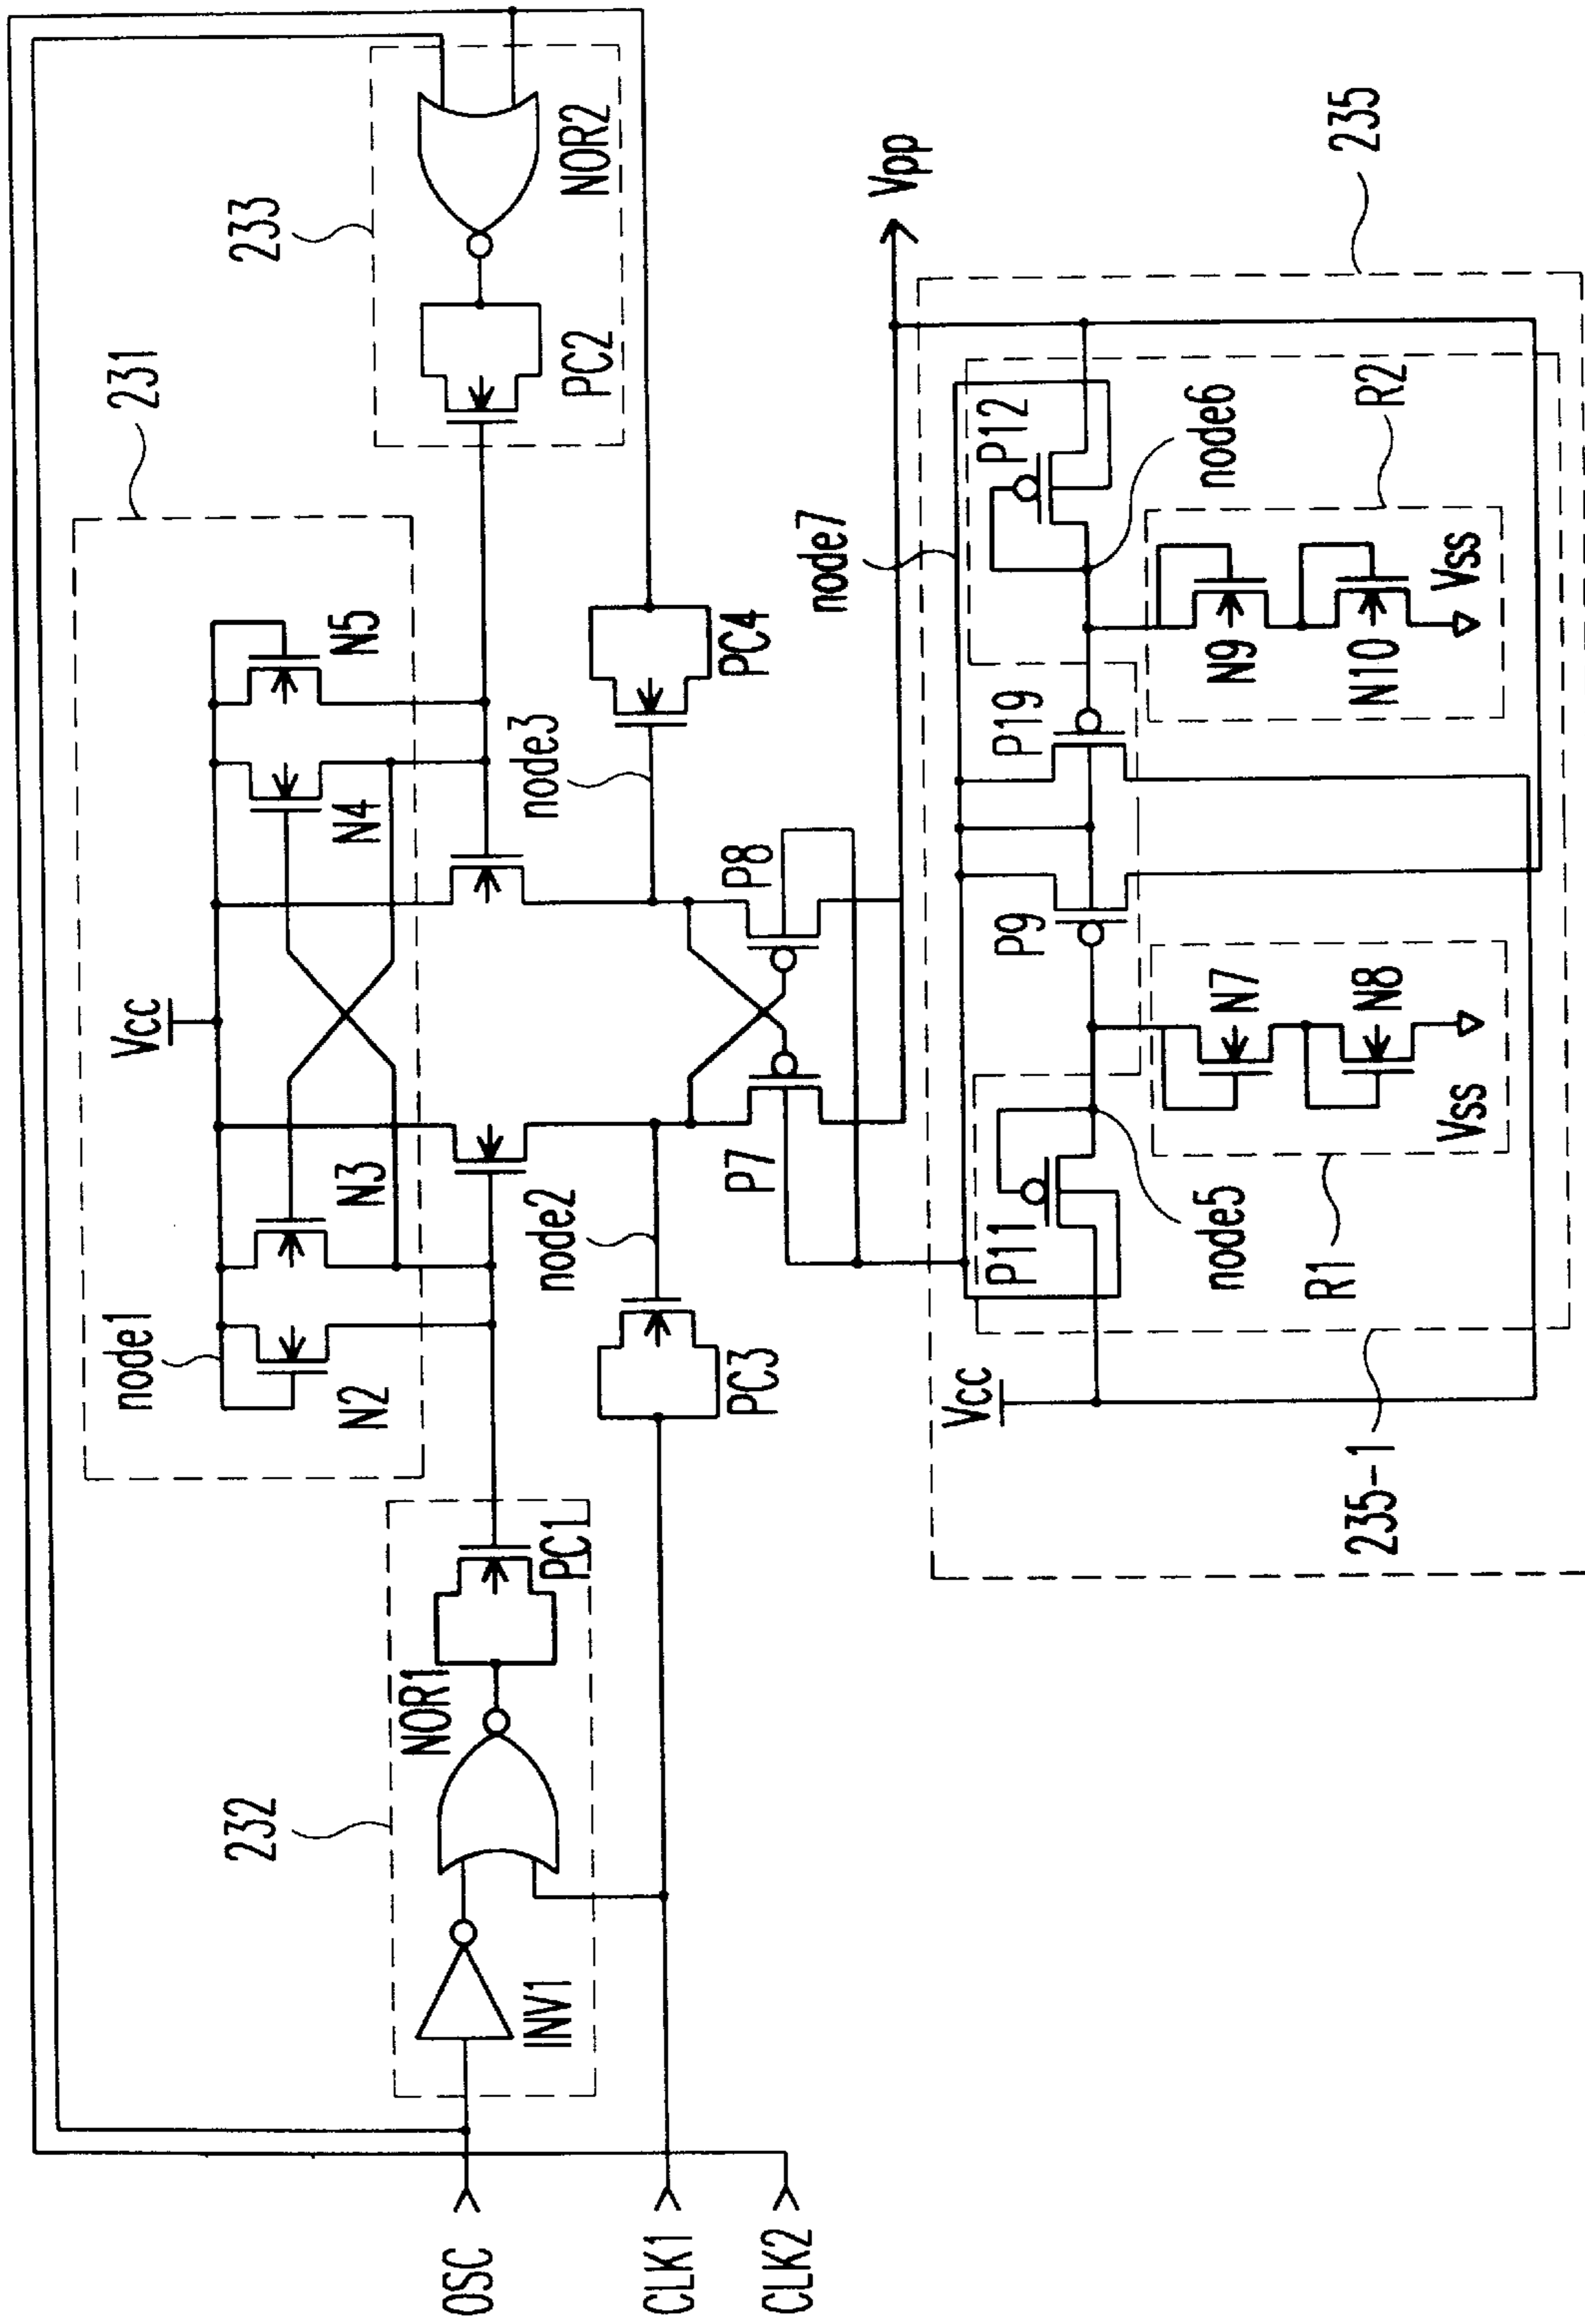 OSC
CLK1
CLK2
232
INV1
NOR1
PC1
231
node1
N2
N3
Vcc
N4
N5
233
PC2
NOR2
node2
PC3
node3
PC4
P7
P8
Vpp
235
node7
Vcc
P11
node5
R1
P9
N7
N8
Vss
P19
P12
node6
R2
N9
N10
Vss
235-1